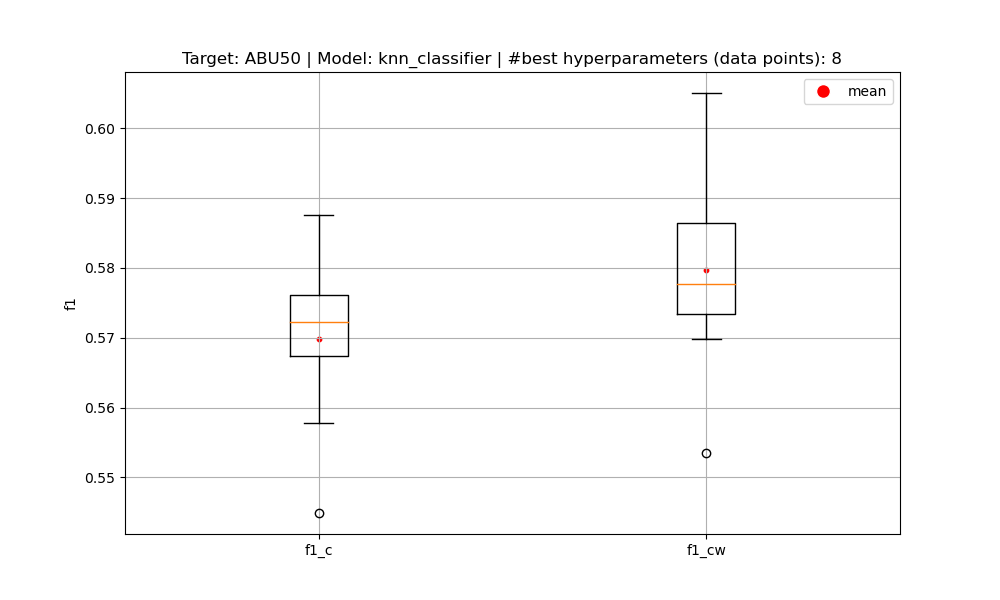 Target: ABU50 | Model: knn_classifier | #best hyperparameters (data points): 8
mean
0.60
0.59
0.58
0.57
0.56
0.55
f1
f1_c
f1_cw